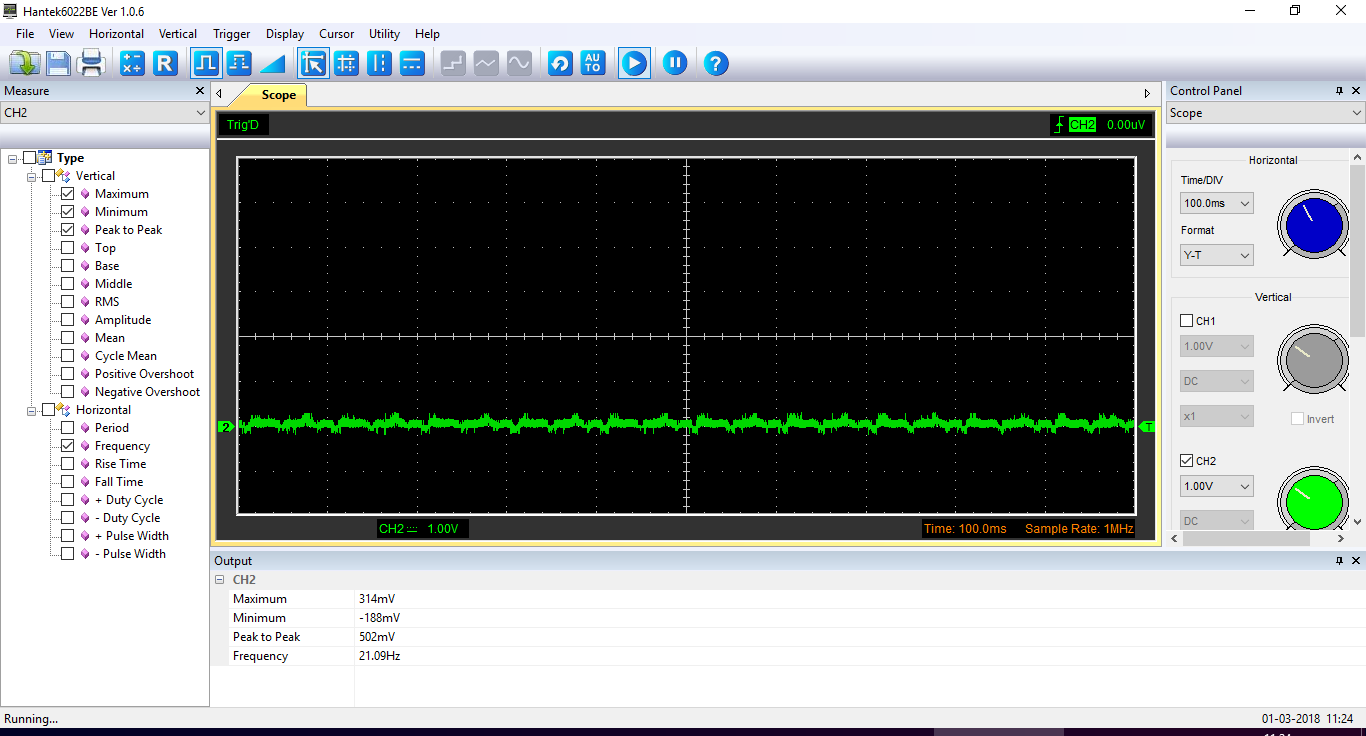 Hantek6022BE Ver 1.0.6
File View Horizontal Vertical Trigger Display Cursor Utility Help
R AU TO ?
Measure
CH2
Type
Vertical
Maximum
Minimum
Peak to Peak
Top
Base
Middle
RMS
Amplitude
Mean
Cycle Mean
Positive Overshoot
Negative Overshoot
Horizontal
Period
Frequency
Rise Time
Fall Time
+ Duty Cycle
- Duty Cycle
+ Pulse Width
- Pulse Width
Scope
Trig'D CH2 0.00uV
2 T
CH2 1.00V Time: 100.0ms Sample Rate: 1MHz
Control Panel
Scope
Horizontal
Time/DIV
100.0ms
Format
Y-T
Vertical
CH1
1.00V
DC
x1 Invert
CH2
1.00V
DC
Output
CH2
Maximum 314mV
Minimum -188mV
Peak to Peak 502mV
Frequency 21.09Hz
Running... 01-03-2018 11:24